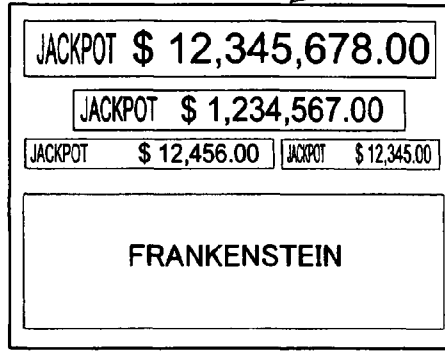 JACKPOT $ 12,345,678.00
JACKPOT $ 1,234,567.00
JACKPOT $ 12,456.00 JACKPOT $ 12,345.00
FRANKENSTEIN